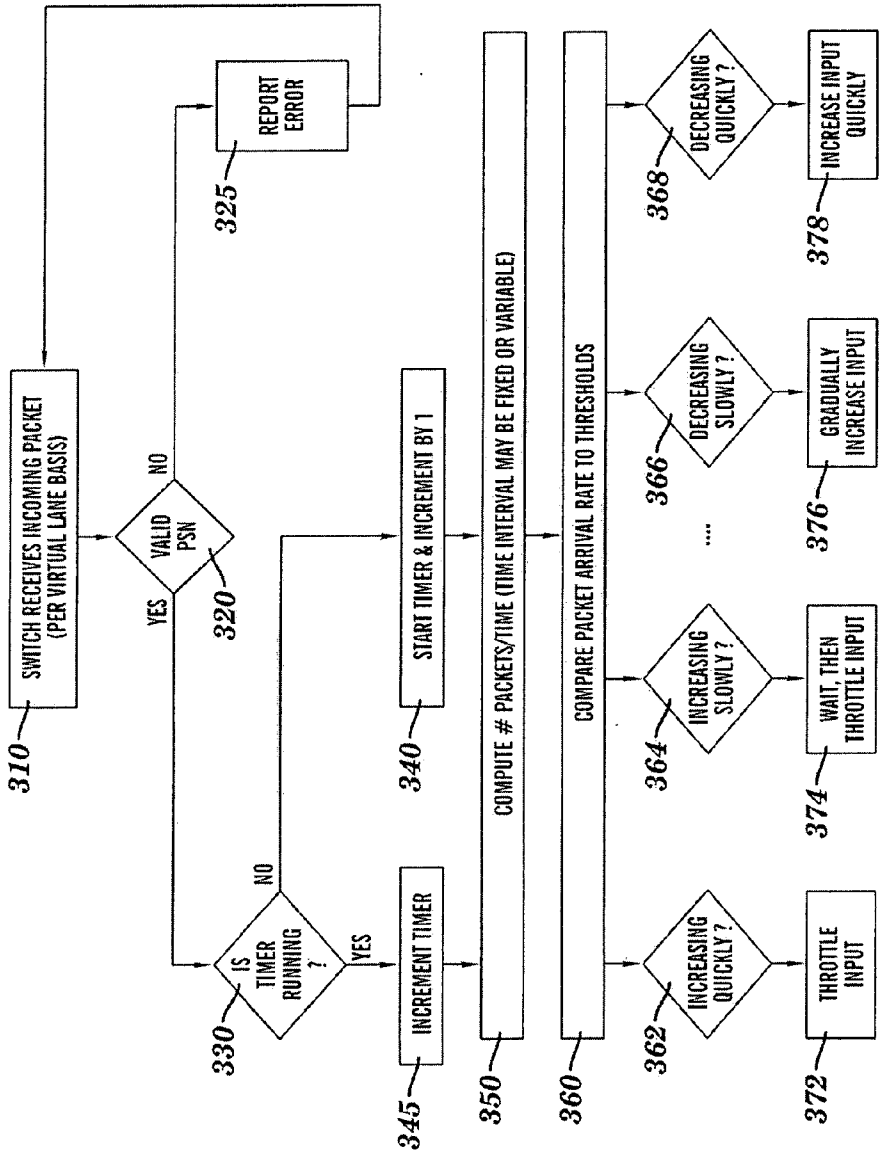 310
SWITCH RECEIVES INCOMING PACKET
(PER VIRTUAL LANE BASIS)
320
VALID
PSN
YES
NO
325
REPORT
ERROR
330
IS
TIMER
RUNNING
?
NO
YES
340
START TIMER & INCREMENT BY 1
345
INCREMENT TIMER
350
COMPUTE # PACKETS/TIME (TIME INTERVAL MAY BE FIXED OR VARIABLE)
360
COMPARE PACKET ARRIVAL RATE TO THRESHOLDS
362
INCREASING
QUICKLY?
364
INCREASING
SLOWLY?
....
366
DECREASING
SLOWLY?
368
DECREASING
QUICKLY?
372
THROTTLE
INPUT
374
WAIT, THEN
THROTTLE INPUT
376
GRADUALLY
INCREASE INPUT
378
INCREASE INPUT
QUICKLY